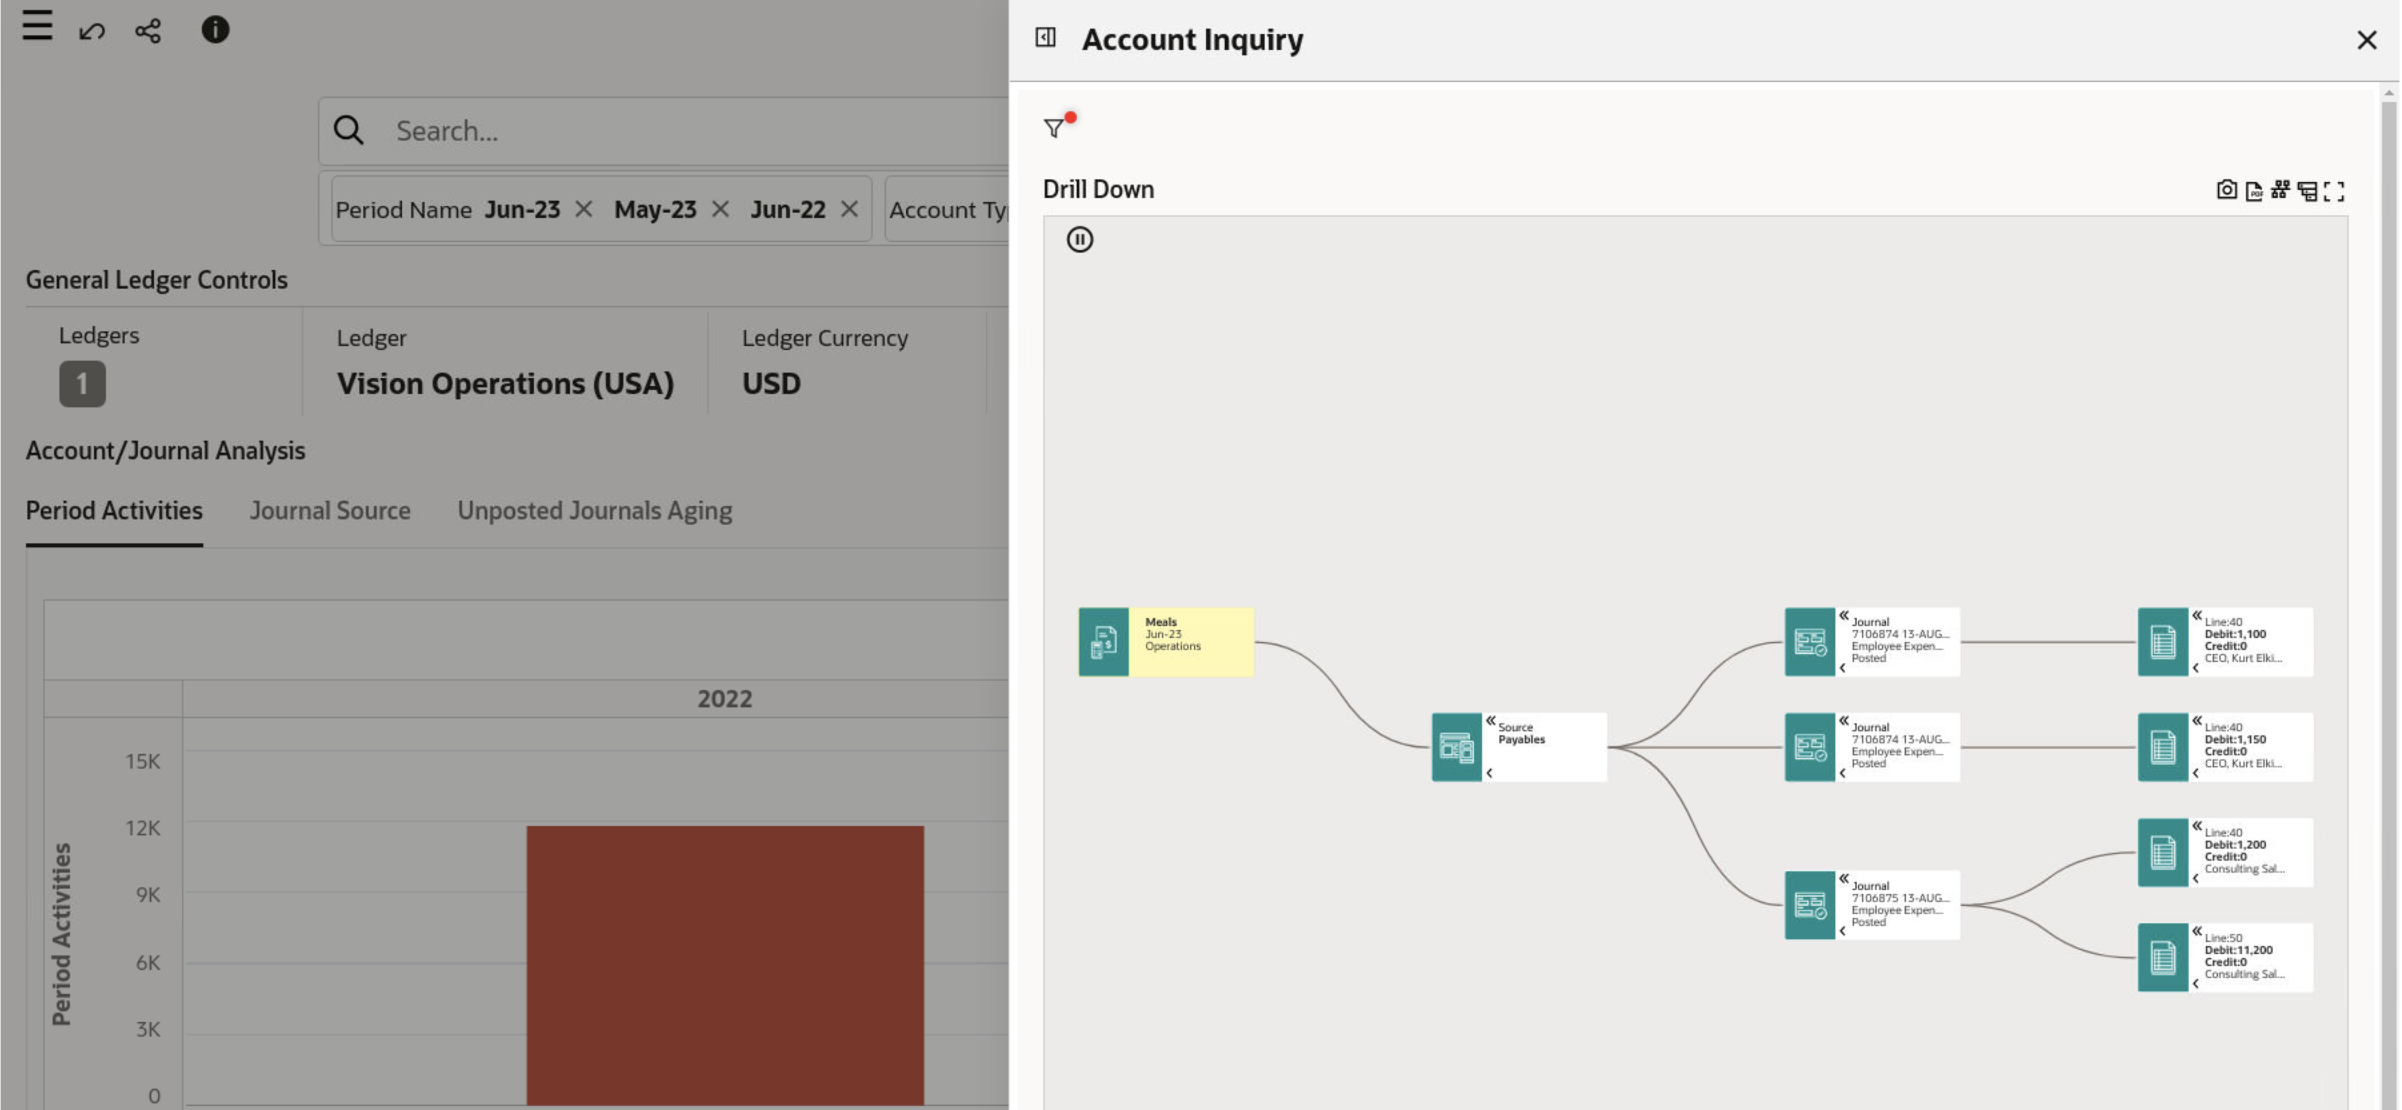 Account Inquiry
Search...
Period Name Jun-23 May-23 Jun-22
Account Ty
General Ledger Controls
Ledgers
1
Ledger
Vision Operations (USA)
Ledger Currency
USD
Account/Journal Analysis
Period Activities
Journal Source
Unposted Journals Aging
2022
Period Activities
15K
12K
9K
6K
3K
0
Drill Down
PDF
Meals
Jun-23
Operations
Source
Payables
Journal
7106874 13-AUG...
Employee Expen...
Posted
Journal
7106874 13-AUG...
Employee Expen...
Posted
Journal
7106875 13-AUG...
Employee Expen...
Posted
Line:40
Debit:1,100
Credit:0
CEO, Kurt Elki...
Line:40
Debit:1,150
Credit:0
CEO, Kurt Elki...
Line:40
Debit:1,200
Credit:0
Consulting Sal...
Line:50
Debit:11,200
Credit:0
Consulting Sal...